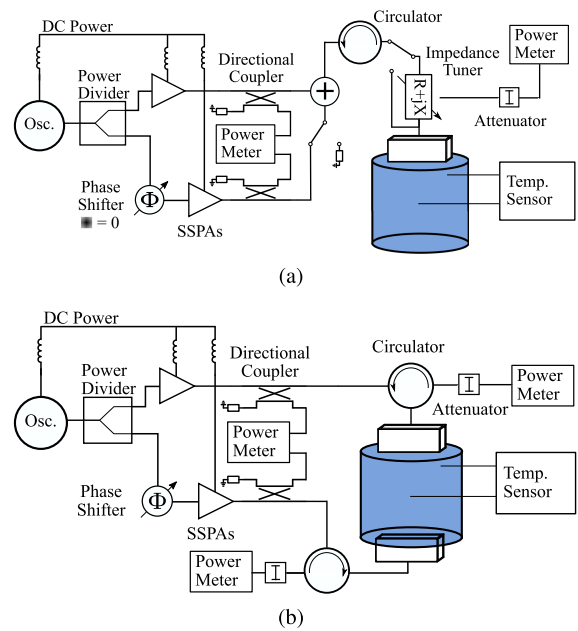 DC Power
Circulator
Power
Meter
Directional
Coupler
Impedance
Tuner
Power
Divider
Osc.
R+jX
Power
Meter
Attenuator
Phase
Shifter
= 0
Φ
SSPAs
Temp.
Sensor
(a)
DC Power
Directional
Coupler
Circulator
Power
Divider
Power
Meter
Attenuator
Osc.
Power
Meter
Phase
Shifter
Φ
SSPAs
Temp.
Sensor
Power
Meter
(b)